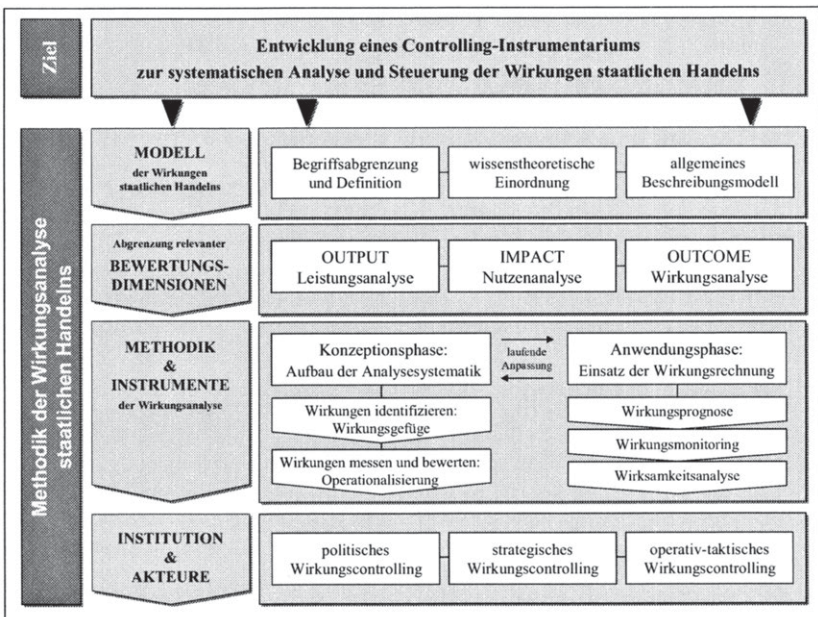 Ziel
Entwicklung eines Controlling-Instrumentariums
zur systematischen Analyse und Steuerung der Wirkungen staatlichen Handelns
Methodik der Wirkungsanalyse
staatlichen Handelns
MODELL
der Wirkungen
staatlichen Handelns
Begriffsabgrenzung
und Definition
wissenstheoretische
Einordnung
allgemeines
Beschreibungsmodell
Abgrenzung relevanter
BEWERTUNGS-
DIMENSIONEN
OUTPUT
Leistungsanalyse
IMPACT
Nutzenanalyse
OUTCOME
Wirkungsanalyse
METHODIK
&
INSTRUMENTE
der Wirkungsanalyse
Konzeptionsphase:
Aufbau der Analysesystematik
laufende
Anpassung
Anwendungsphase:
Einsatz der Wirkungsrechnung
Wirkungen identifizieren:
Wirkungsgefüge
Wirkungen messen und bewerten:
Operationalisierung
Wirkungsprognose
Wirkungsmonitoring
Wirksamkeitsanalyse
INSTITUTION
&
AKTEURE
politisches
Wirkungscontrolling
strategisches
Wirkungscontrolling
operativ-taktisches
Wirkungscontrolling